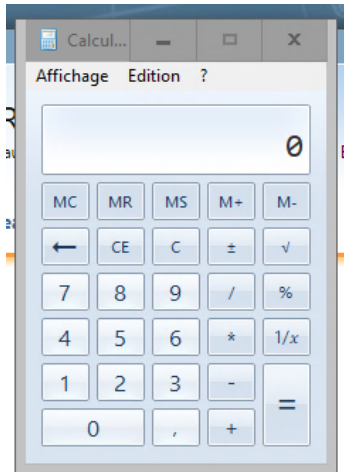 Calcul...
Affichage Edition ?
0
MC MR MS M+ M-
← CE C ± √
7 8 9 / %
4 5 6 * 1/x
1 2 3 - =
0 , +